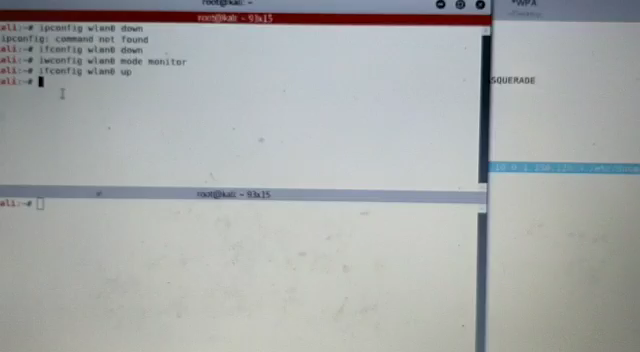 root@kali: ~
root@kali: ~ 93x15
ali:~# ipconfig wlan0 down
ipconfig: command not found
ali:~# ifconfig wlan0 down
ali:~# iwconfig wlan0 mode monitor
ali:~# ifconfig wlan0 up
ali:~#
root@kali: ~ 93x15
ali:~#
*WPA
SQUERADE